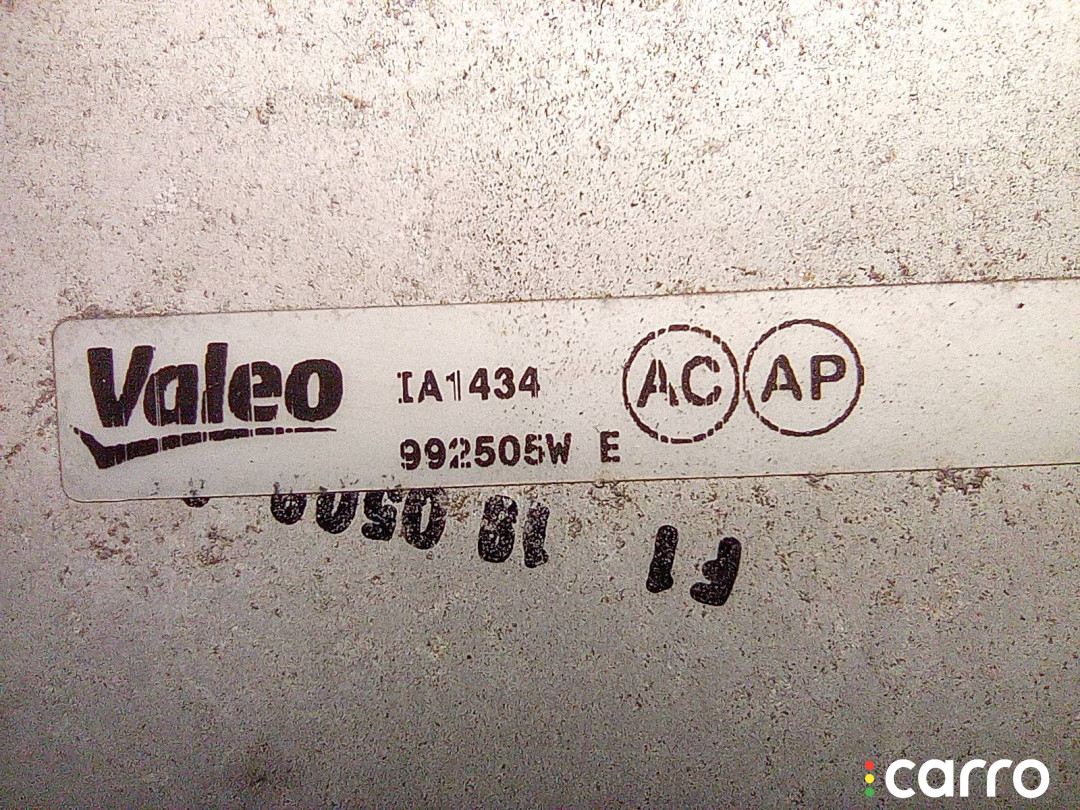 Valeo
IA1434
992505W E
AC
AP
carro